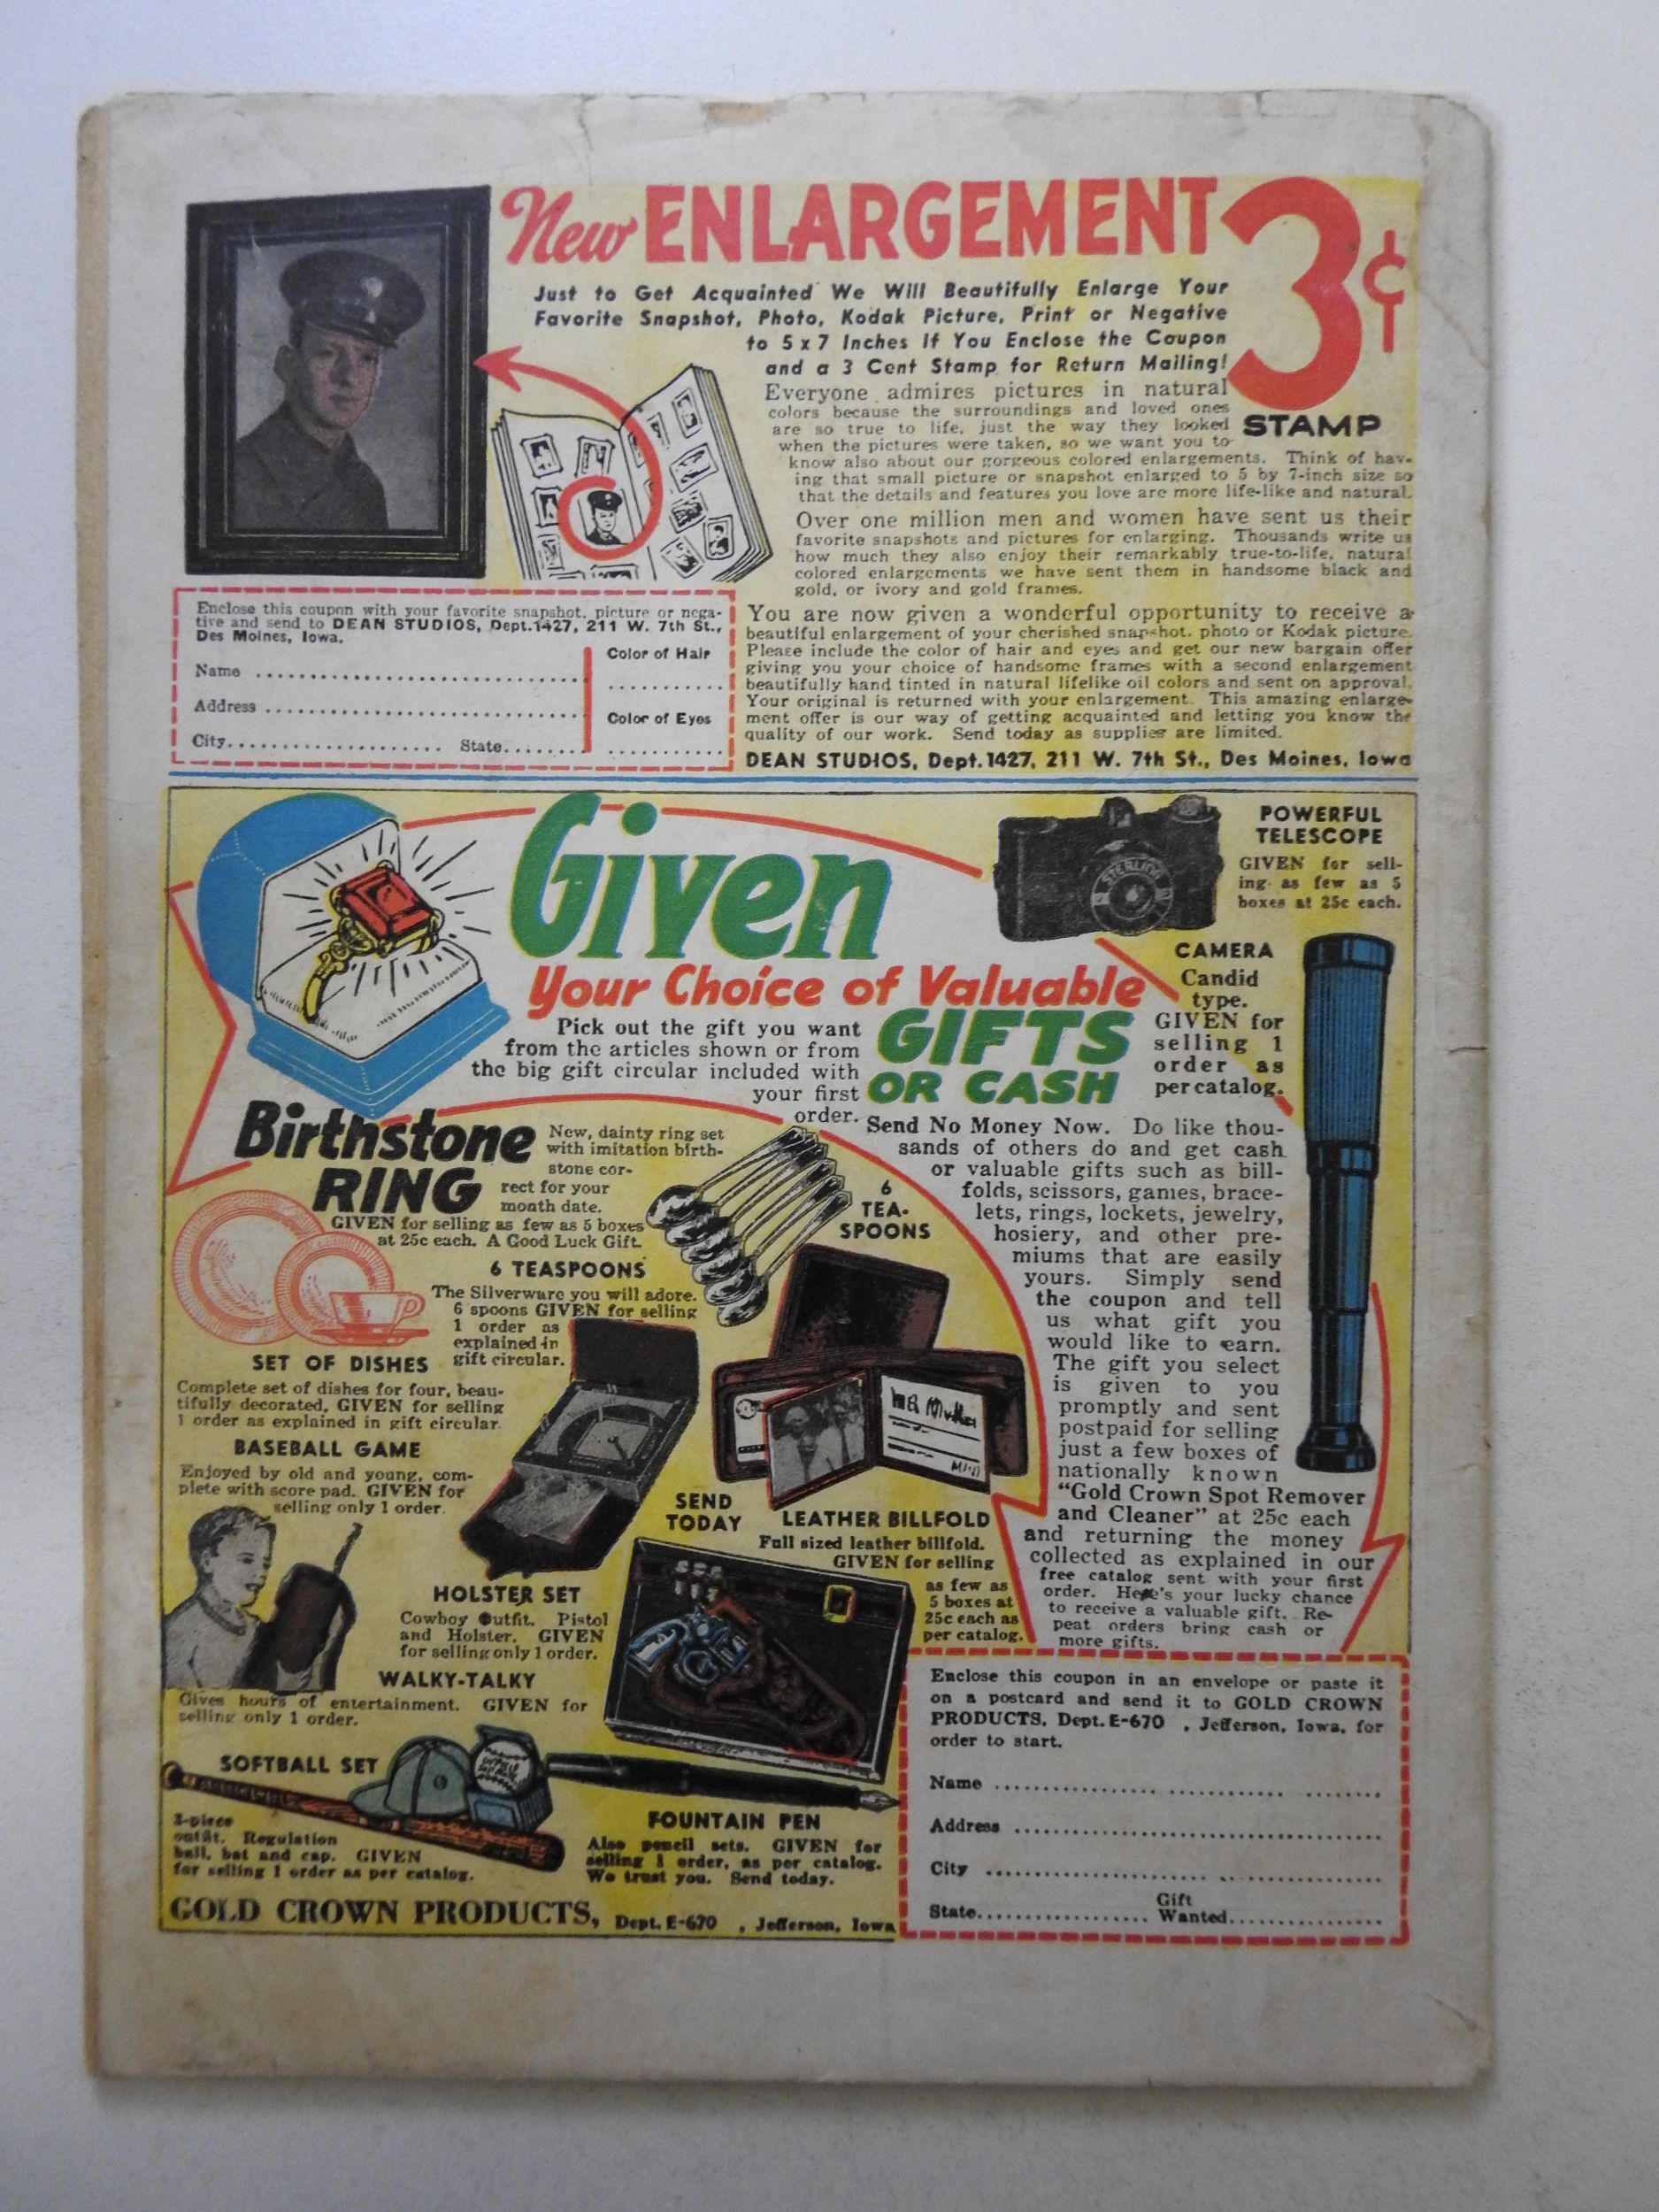 New ENLARGEMENT 3¢
STAMP
Just to Get Acquainted We Will Beautifully Enlarge Your
Favorite Snapshot, Photo, Kodak Picture, Print or Negative
to 5 x 7 Inches If You Enclose the Coupon
and a 3 Cent Stamp for Return Mailing!
Everyone admires pictures in natural
colors because the surroundings and loved ones
are so true to life, just the way they looked
when the pictures were taken, so we want you to
know also about our gorgeous colored enlargements. Think of hav-
ing that small picture or snapshot enlarged to 5 by 7-inch size so
that the details and features you love are more life-like and natural.
Over one million men and women have sent us their
favorite snapshots and pictures for enlarging. Thousands write us
how much they also enjoy their remarkably true-to-life, natural
colored enlargements we have sent them in handsome black and
gold, or ivory and gold frames.
You are now given a wonderful opportunity to receive a
beautiful enlargement of your cherished snapshot, photo or Kodak picture.
Please include the color of hair and eyes and get our new bargain offer
giving you your choice of handsome frames with a second enlargement
beautifully hand tinted in natural lifelike oil colors and sent on approval.
Your original is returned with your enlargement. This amazing enlarge-
ment offer is our way of getting acquainted and letting you know the
quality of our work. Send today as supplies are limited.
DEAN STUDIOS, Dept. 1427, 211 W. 7th St., Des Moines, Iowa
Enclose this coupon with your favorite snapshot, picture or nega-
tive and send to DEAN STUDIOS, Dept. 1427, 211 W. 7th St.,
Des Moines, Iowa.
Color of Hair
Name
Address
Color of Eyes
City State
Given
Your Choice of Valuable
GIFTS
OR CASH
Pick out the gift you want
from the articles shown or from
the big gift circular included with
your first
order.
STERLING
POWERFUL
TELESCOPE
GIVEN for sell-
ing as few as 5
boxes at 25c each.
CAMERA
Candid
type.
GIVEN for
selling 1
order as
per catalog.
Send No Money Now. Do like thou-
sands of others do and get cash
or valuable gifts such as bill-
folds, scissors, games, brace-
lets, rings, lockets, jewelry,
hosiery, and other pre-
miums that are easily
yours. Simply send
the coupon and tell
us what gift you
would like to earn.
The gift you select
is given to you
promptly and sent
postpaid for selling
just a few boxes of
nationally known
"Gold Crown Spot Remover
and Cleaner" at 25c each
and returning the money
collected as explained in our
free catalog sent with your first
order. Here's your lucky chance
to receive a valuable gift. Re-
peat orders bring cash or
more gifts.
Birthstone
RING
New, dainty ring set
with imitation birth-
stone cor-
rect for your
month date.
GIVEN for selling as few as 5 boxes
at 25c each. A Good Luck Gift.
6
TEA-
SPOONS
6 TEASPOONS
The Silverware you will adore.
6 spoons GIVEN for selling
1 order as
explained in
gift circular.
SET OF DISHES
Complete set of dishes for four, beau-
tifully decorated, GIVEN for selling
1 order as explained in gift circular.
BASEBALL GAME
Enjoyed by old and young, com-
plete with score pad. GIVEN for
selling only 1 order.
SEND
TODAY
LEATHER BILLFOLD
Full sized leather billfold.
GIVEN for selling
as few as
5 boxes at
25c each as
per catalog.
HOLSTER SET
Cowboy Outfit. Pistol
and Holster. GIVEN
for selling only 1 order.
WALKY-TALKY
Gives hours of entertainment. GIVEN for
selling only 1 order.
SOFTBALL SET
3-piece
outfit. Regulation
ball, bat and cap. GIVEN
for selling 1 order as per catalog.
FOUNTAIN PEN
Also pencil sets. GIVEN for
selling 1 order, as per catalog.
We trust you. Send today.
GOLD CROWN PRODUCTS, Dept. E-670 , Jefferson, Iowa
Enclose this coupon in an envelope or paste it
on a postcard and send it to GOLD CROWN
PRODUCTS, Dept. E-670 , Jefferson, Iowa, for
order to start.
Name
Address
City
State Gift Wanted